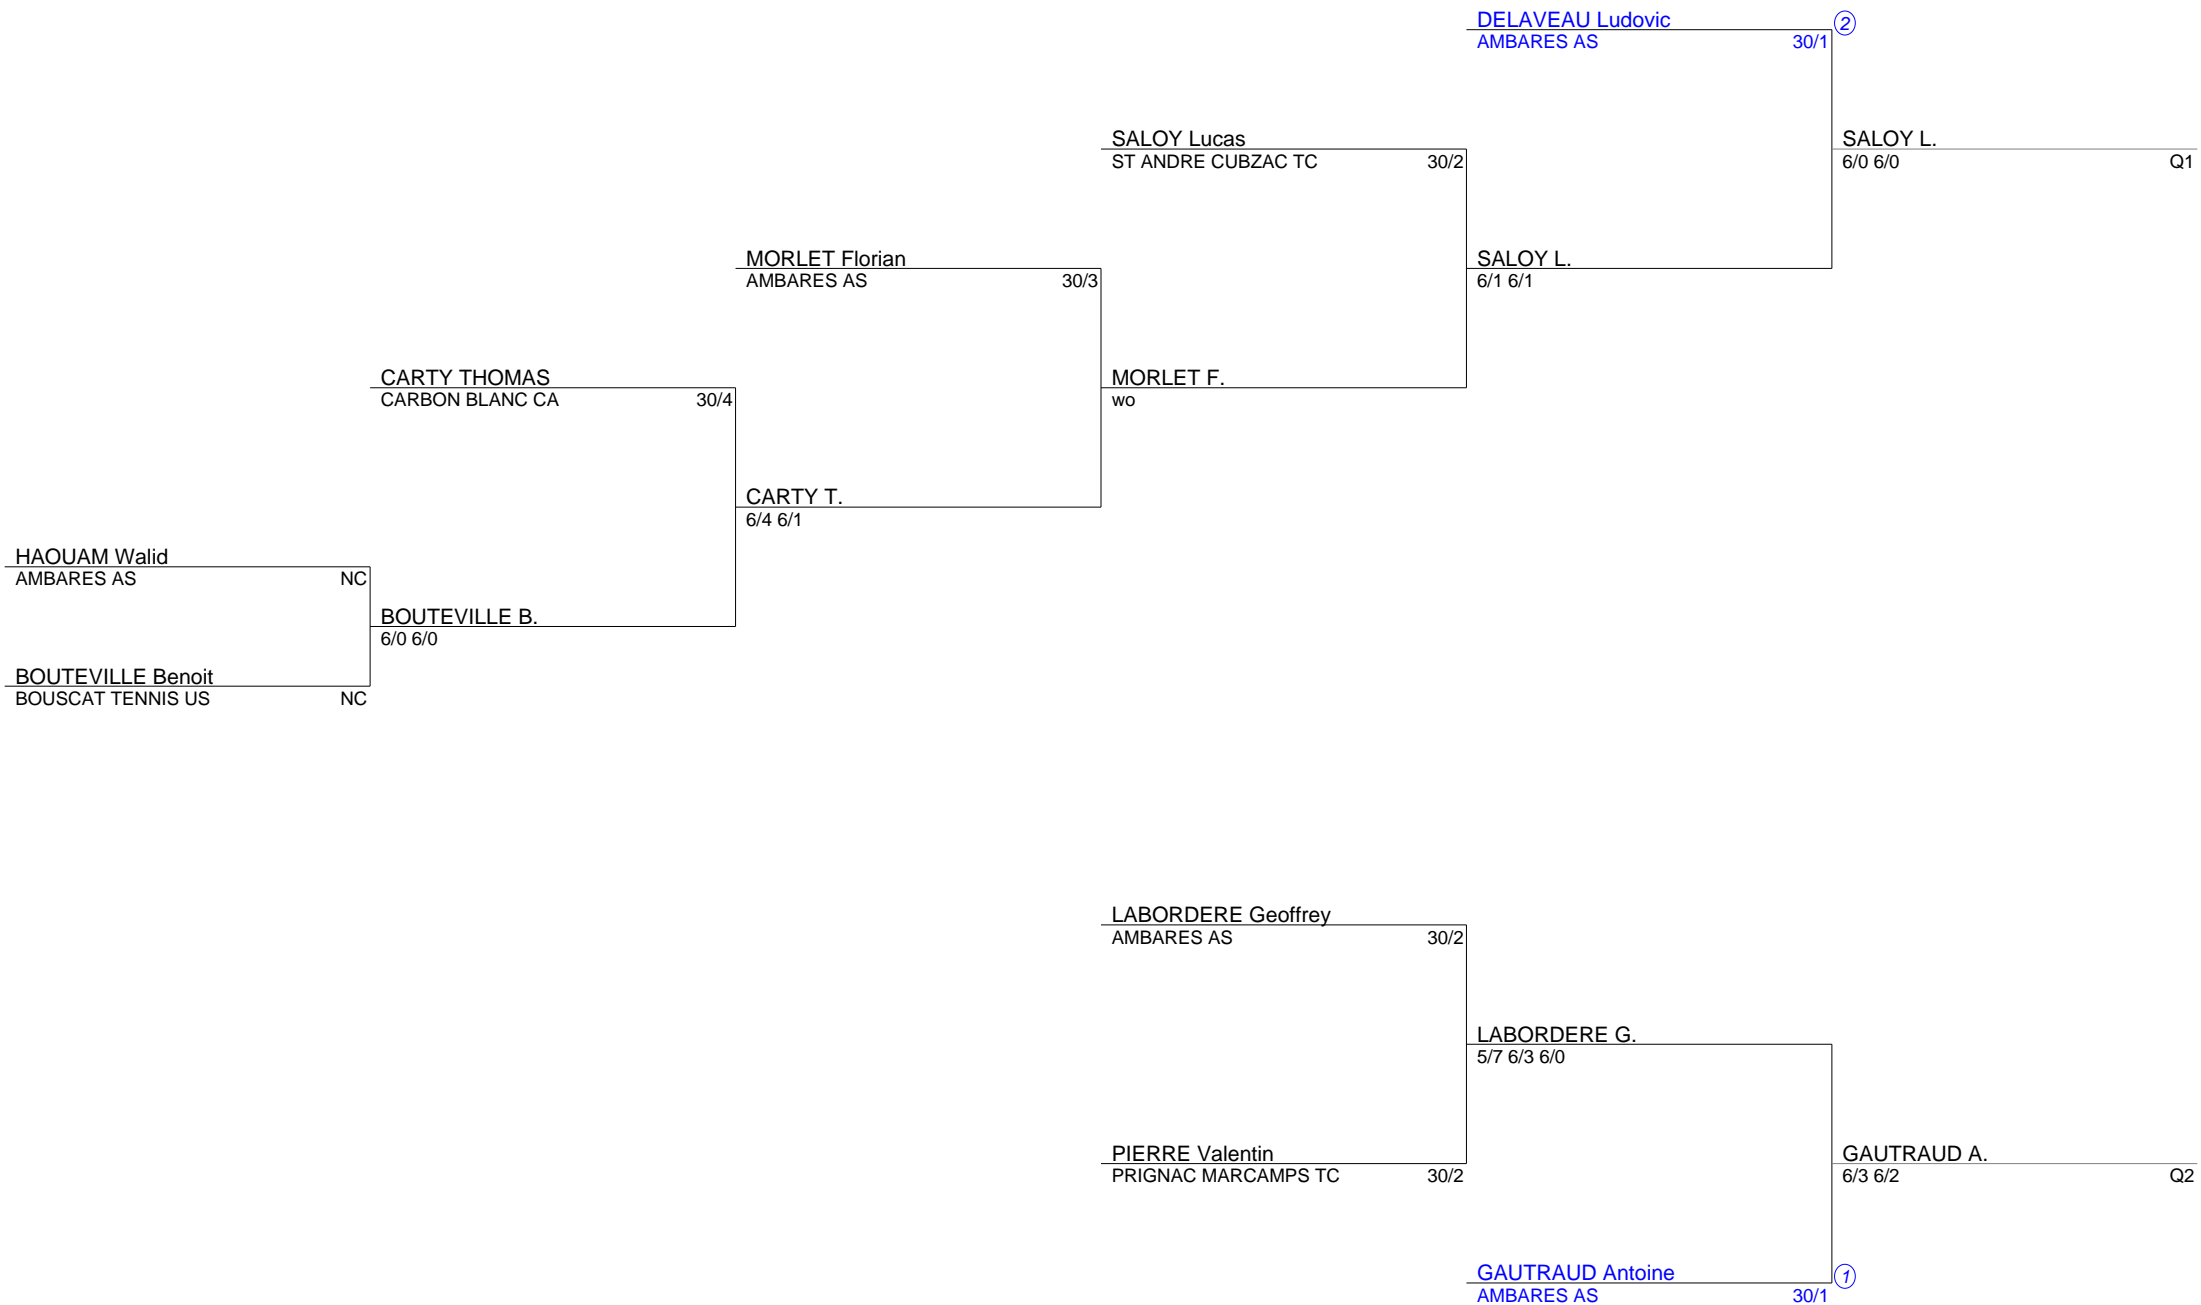 DELAVEAU Ludovic 2
AMBARES AS 30/1
SALOY Lucas
ST ANDRE CUBZAC TC 30/2
SALOY L.
6/0 6/0 Q1
MORLET Florian
AMBARES AS 30/3
SALOY L.
6/1 6/1
CARTY THOMAS
CARBON BLANC CA 30/4
MORLET F.
wo
CARTY T.
6/4 6/1
HAOUAM Walid
AMBARES AS NC
BOUTEVILLE B.
6/0 6/0
BOUTEVILLE Benoit
BOUSCAT TENNIS US NC
LABORDERE Geoffrey
AMBARES AS 30/2
LABORDERE G.
5/7 6/3 6/0
PIERRE Valentin
PRIGNAC MARCAMPS TC 30/2
GAUTRAUD A.
6/3 6/2 Q2
GAUTRAUD Antoine 1
AMBARES AS 30/1